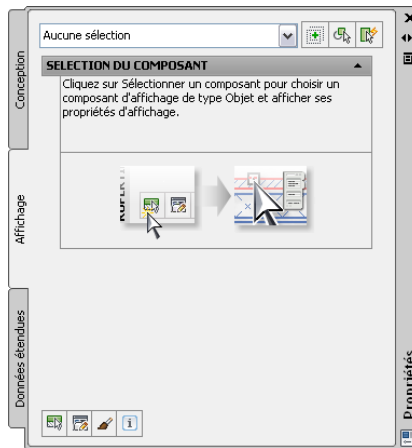 Aucune sélection
SELECTION DU COMPOSANT
Cliquez sur Sélectionner un composant pour choisir un
composant d'affichage de type Objet et afficher ses
propriétés d'affichage.
Conception
Affichage
Données étendues
Propriétés